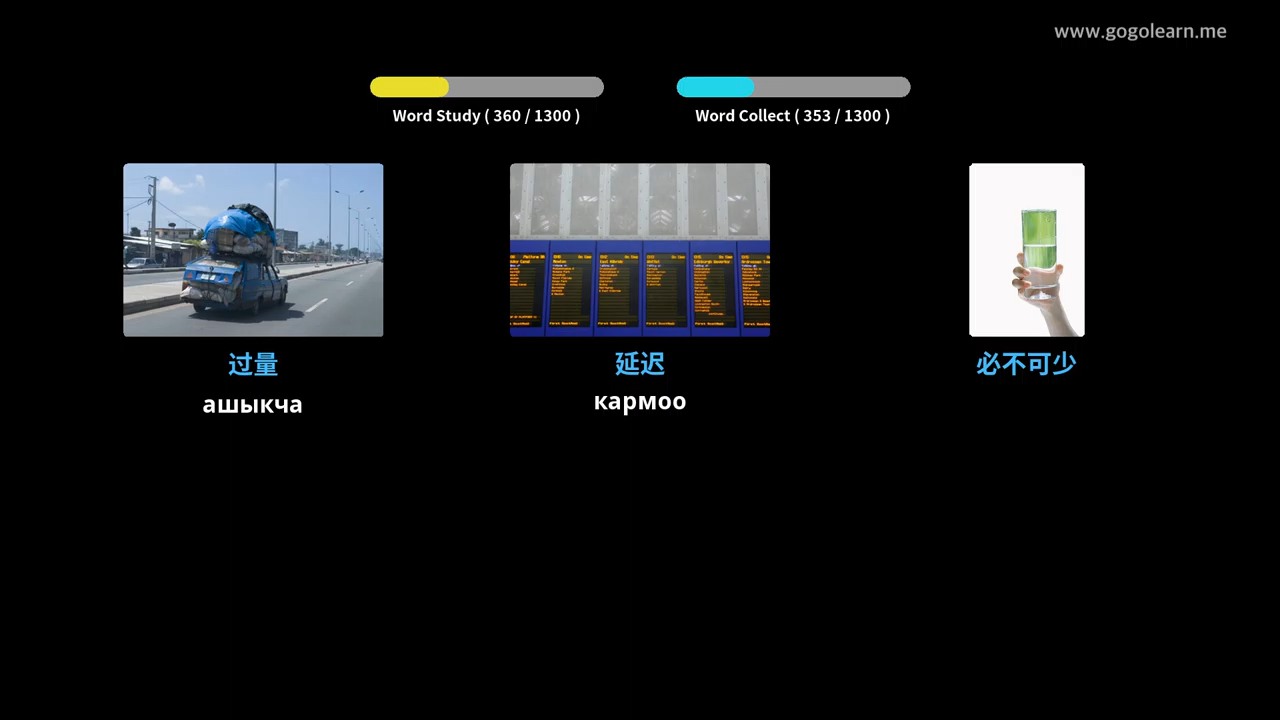 www.gogolearn.me
Word Study ( 360 / 1300 )
Word Collect ( 353 / 1300 )
过量
延迟
必不可少
ашыкча
кармоо